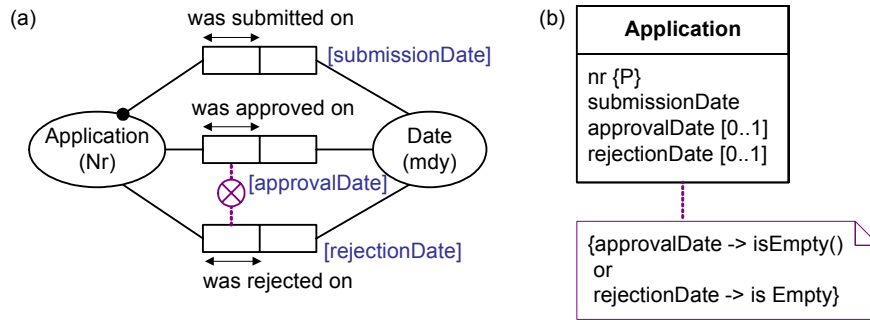 (a)
was submitted on
[submissionDate]
was approved on
Application
(Nr)
Date
(mdy)
[approvalDate]
[rejectionDate]
was rejected on
(b)
Application
nr {P}
submissionDate
approvalDate [0..1]
rejectionDate [0..1]
{approvalDate -> isEmpty()
or
rejectionDate -> is Empty}